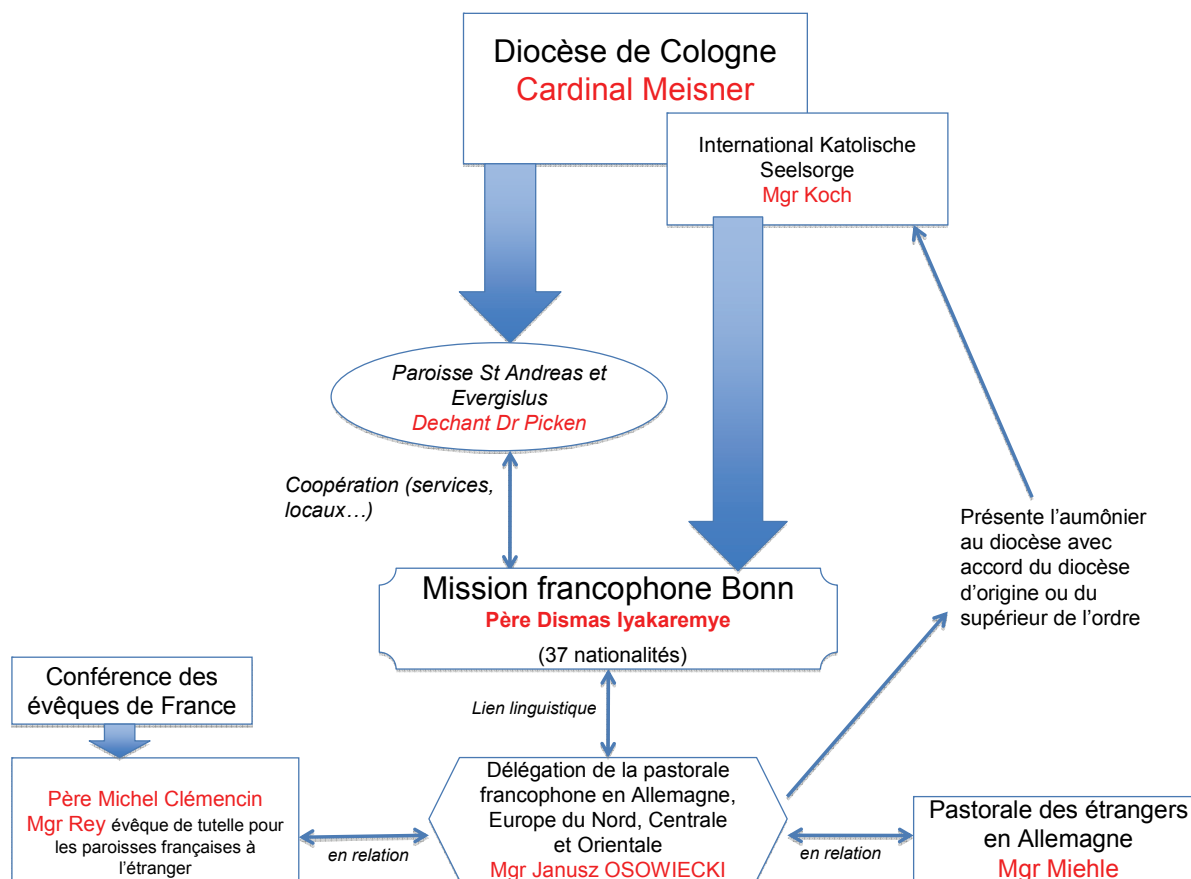 Diocèse de Cologne
Cardinal Meisner
International Katolische
Seelsorge
Mgr Koch
Paroisse St Andreas et
Evergislus
Dechant Dr Picken
Coopération (services,
locaux…)
Présente l’aumônier
au diocèse avec
accord du diocèse
d’origine ou du
supérieur de l’ordre
Mission francophone Bonn
Père Dismas Iyakaremye
(37 nationalités)
Conférence des
évêques de France
Lien linguistique
Père Michel Clémencin
Mgr Rey évêque de tutelle pour
les paroisses françaises à
l’étranger
en relation
Délégation de la pastorale
francophone en Allemagne,
Europe du Nord, Centrale
et Orientale
Mgr Janusz OSOWIECKI
en relation
Pastorale des étrangers
en Allemagne
Mgr Miehle